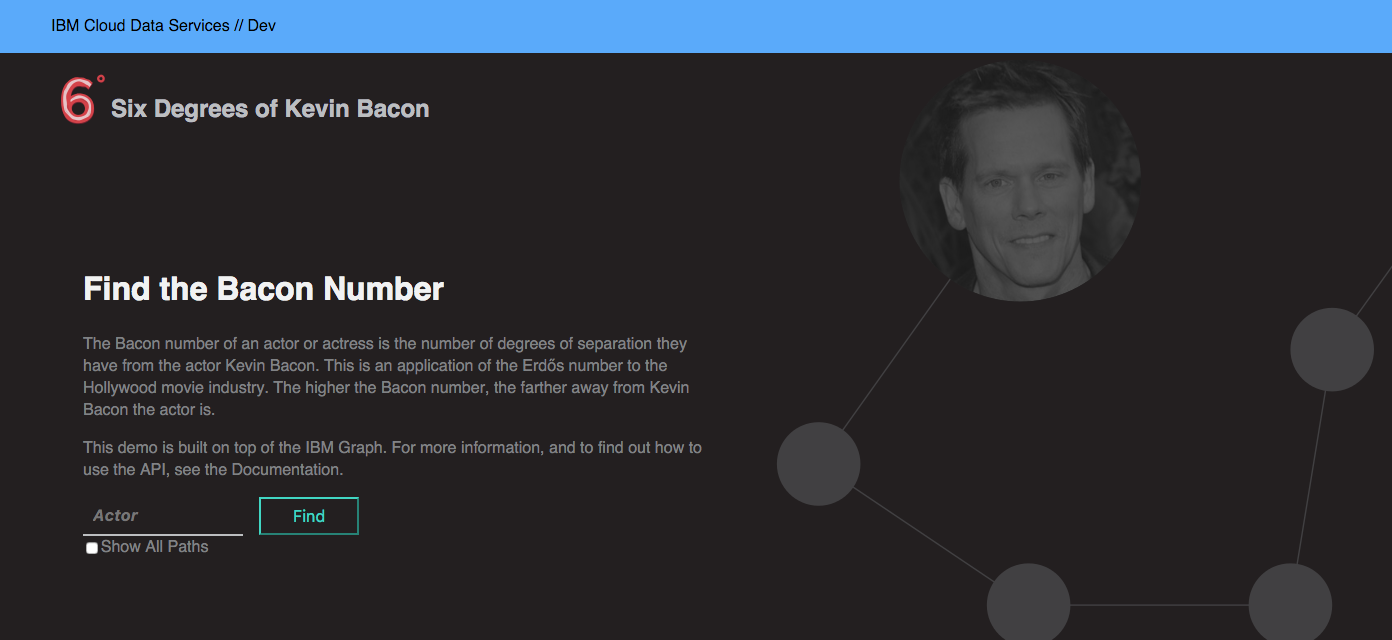 IBM Cloud Data Services // Dev
6° Six Degrees of Kevin Bacon
Find the Bacon Number
The Bacon number of an actor or actress is the number of degrees of separation they
have from the actor Kevin Bacon. This is an application of the Erdős number to the
Hollywood movie industry. The higher the Bacon number, the farther away from Kevin
Bacon the actor is.
This demo is built on top of the IBM Graph. For more information, and to find out how to
use the API, see the Documentation.
Actor Find
Show All Paths